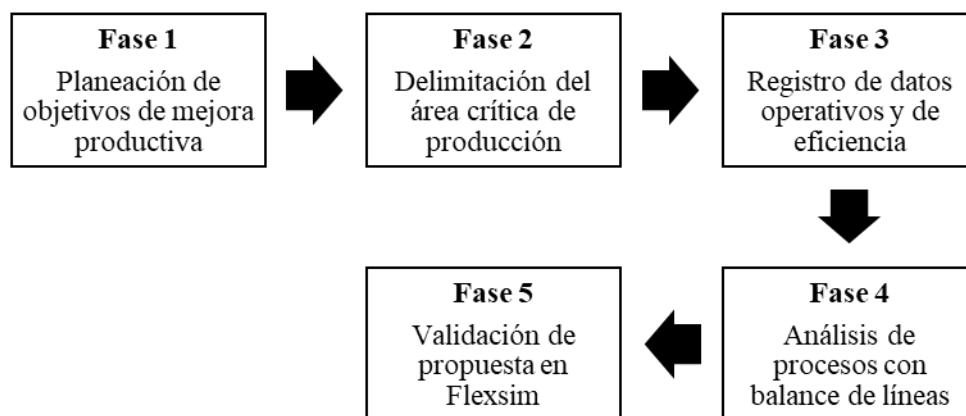 Fase 1
Planeación de
objetivos de mejora
productiva
Fase 2
Delimitación del
área crítica de
producción
Fase 3
Registro de datos
operativos y de
eficiencia
Fase 4
Análisis de
procesos con
balance de líneas
Fase 5
Validación de
propuesta en
Flexsim